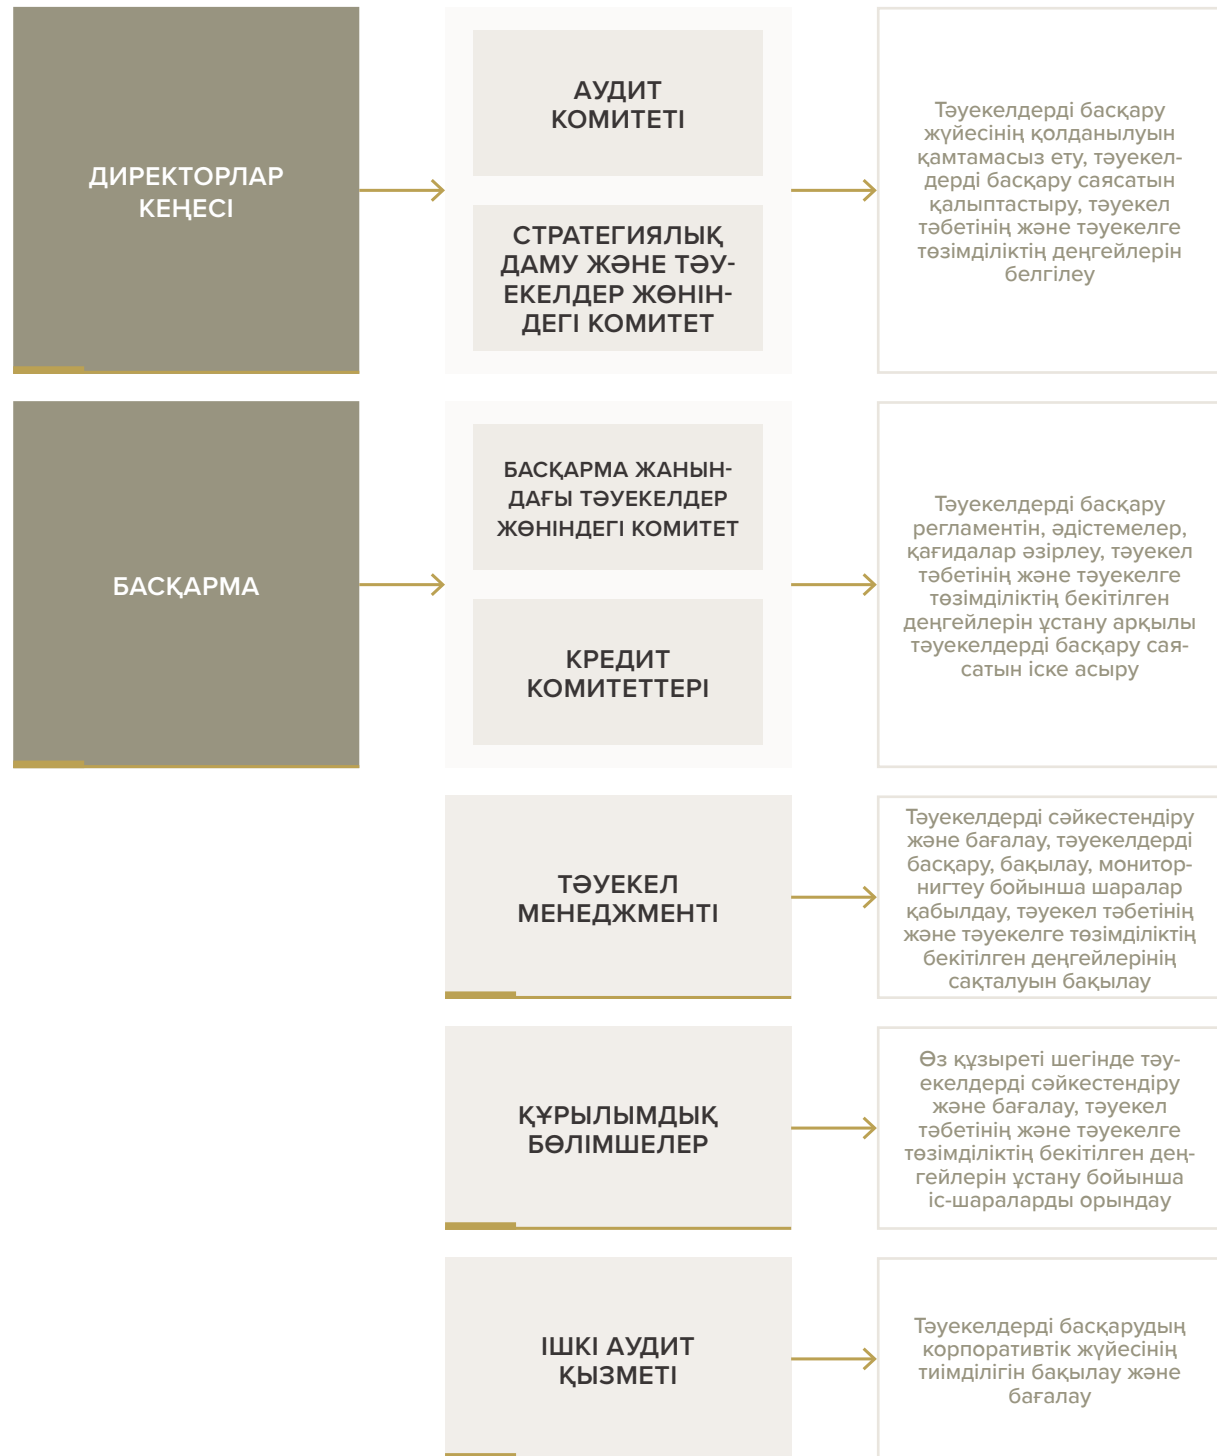 ДИРЕКТОРЛАР
КЕҢЕСІ
АУДИТ
КОМИТЕТІ
СТРАТЕГИЯЛЫҚ
ДАМУ ЖӘНЕ ТӘУ-
ЕКЕЛДЕР ЖӨНІН-
ДЕГІ КОМИТЕТ
Тәуекелдерді басқару
жүйесінің қолданылуын
қамтамасыз ету, тәуекел-
дерді басқару саясатын
қалыптастыру, тәуекел
тәбетінің және тәуекелге
төзімділіктің деңгейлерін
белгілеу
БАСҚАРМА
БАСҚАРМА ЖАНЫН-
ДАҒЫ ТӘУЕКЕЛДЕР
ЖӨНІНДЕГІ КОМИТЕТ
КРЕДИТ
КОМИТЕТТЕРІ
Тәуекелдерді басқару
регламентін, әдістемелер,
қағидалар әзірлеу, тәуекел
тәбетінің және тәуекелге
төзімділіктің бекітілген
деңгейлерін ұстану арқылы
тәуекелдерді басқару сая-
сатын іске асыру
ТӘУЕКЕЛ
МЕНЕДЖМЕНТІ
Тәуекелдерді сәйкестендіру
және бағалау, тәуекелдерді
басқару, бақылау, монитор-
нигтеу бойынша шаралар
қабылдау, тәуекел тәбетінің
және тәуекелге төзімділіктің
бекітілген деңгейлерінің
сақталуын бақылау
ҚҰРЫЛЫМДЫҚ
БӨЛІМШЕЛЕР
Өз құзыреті шегінде тәу-
екелдерді сәйкестендіру
және бағалау, тәуекел
тәбетінің және тәуекелге
төзімділіктің бекітілген дең-
гейлерін ұстану бойынша
іс-шараларды орындау
ІШКІ АУДИТ
ҚЫЗМЕТІ
Тәуекелдерді басқарудың
корпоративтік жүйесінің
тиімділігін бақылау және
бағалау